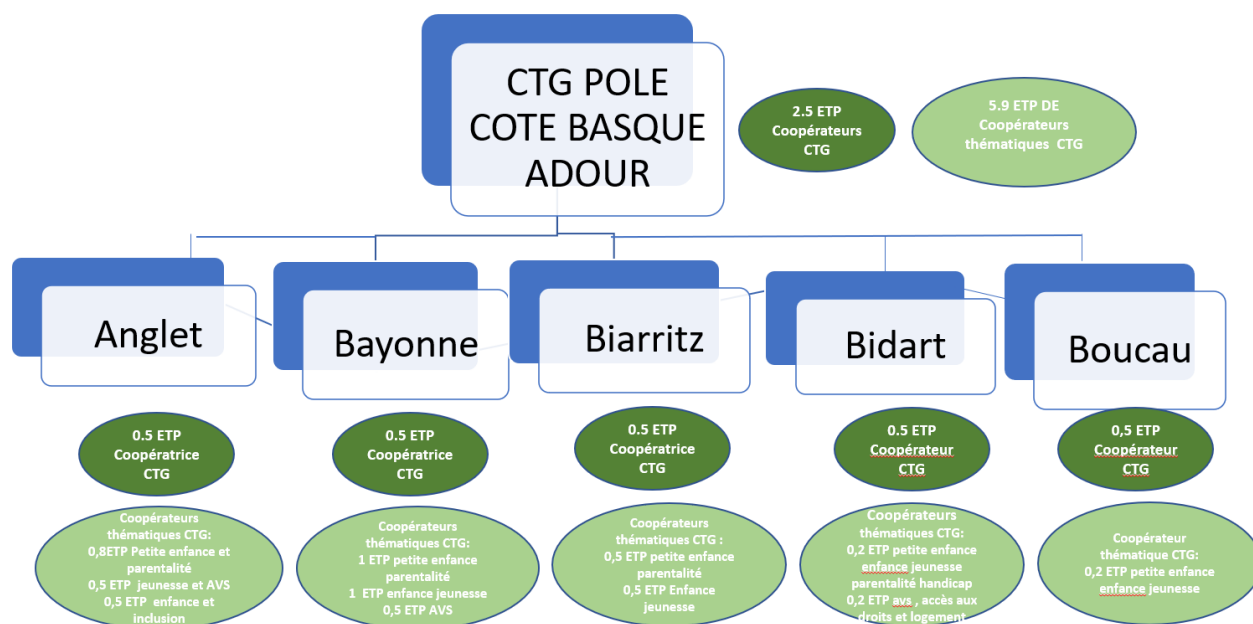 CTG POLE
COTE BASQUE
ADOUR
2.5 ETP
Coopérateurs
CTG
5.9 ETP DE
Coopérateurs
thématiques CTG
Anglet
Bayonne
Biarritz
Bidart
Boucau
0.5 ETP
Coopératrice
CTG
0.5 ETP
Coopératrice
CTG
0.5 ETP
Coopératrice
CTG
0.5 ETP
Coopérateur
CTG
0,5 ETP
Coopérateur
CTG
Coopérateurs
thématiques CTG:
0,8ETP Petite enfance et
parentalité
0,5 ETP jeunesse et AVS
0,5 ETP enfance et
inclusion
Coopérateurs
thématiques CTG:
1 ETP petite enfance
parentalité
1 ETP enfance jeunesse
0,5 ETP AVS
Coopérateurs
thématiques CTG :
0,5 ETP petite enfance
parentalité
0,5 ETP Enfance
jeunesse
Coopérateurs
thématiques CTG:
0,2 ETP petite enfance
enfance jeunesse
parentalité handicap
0,2 ETP avs , accès aux
droits et logement
Coopérateur
thématique CTG:
0,2 ETP petite enfance
enfance jeunesse